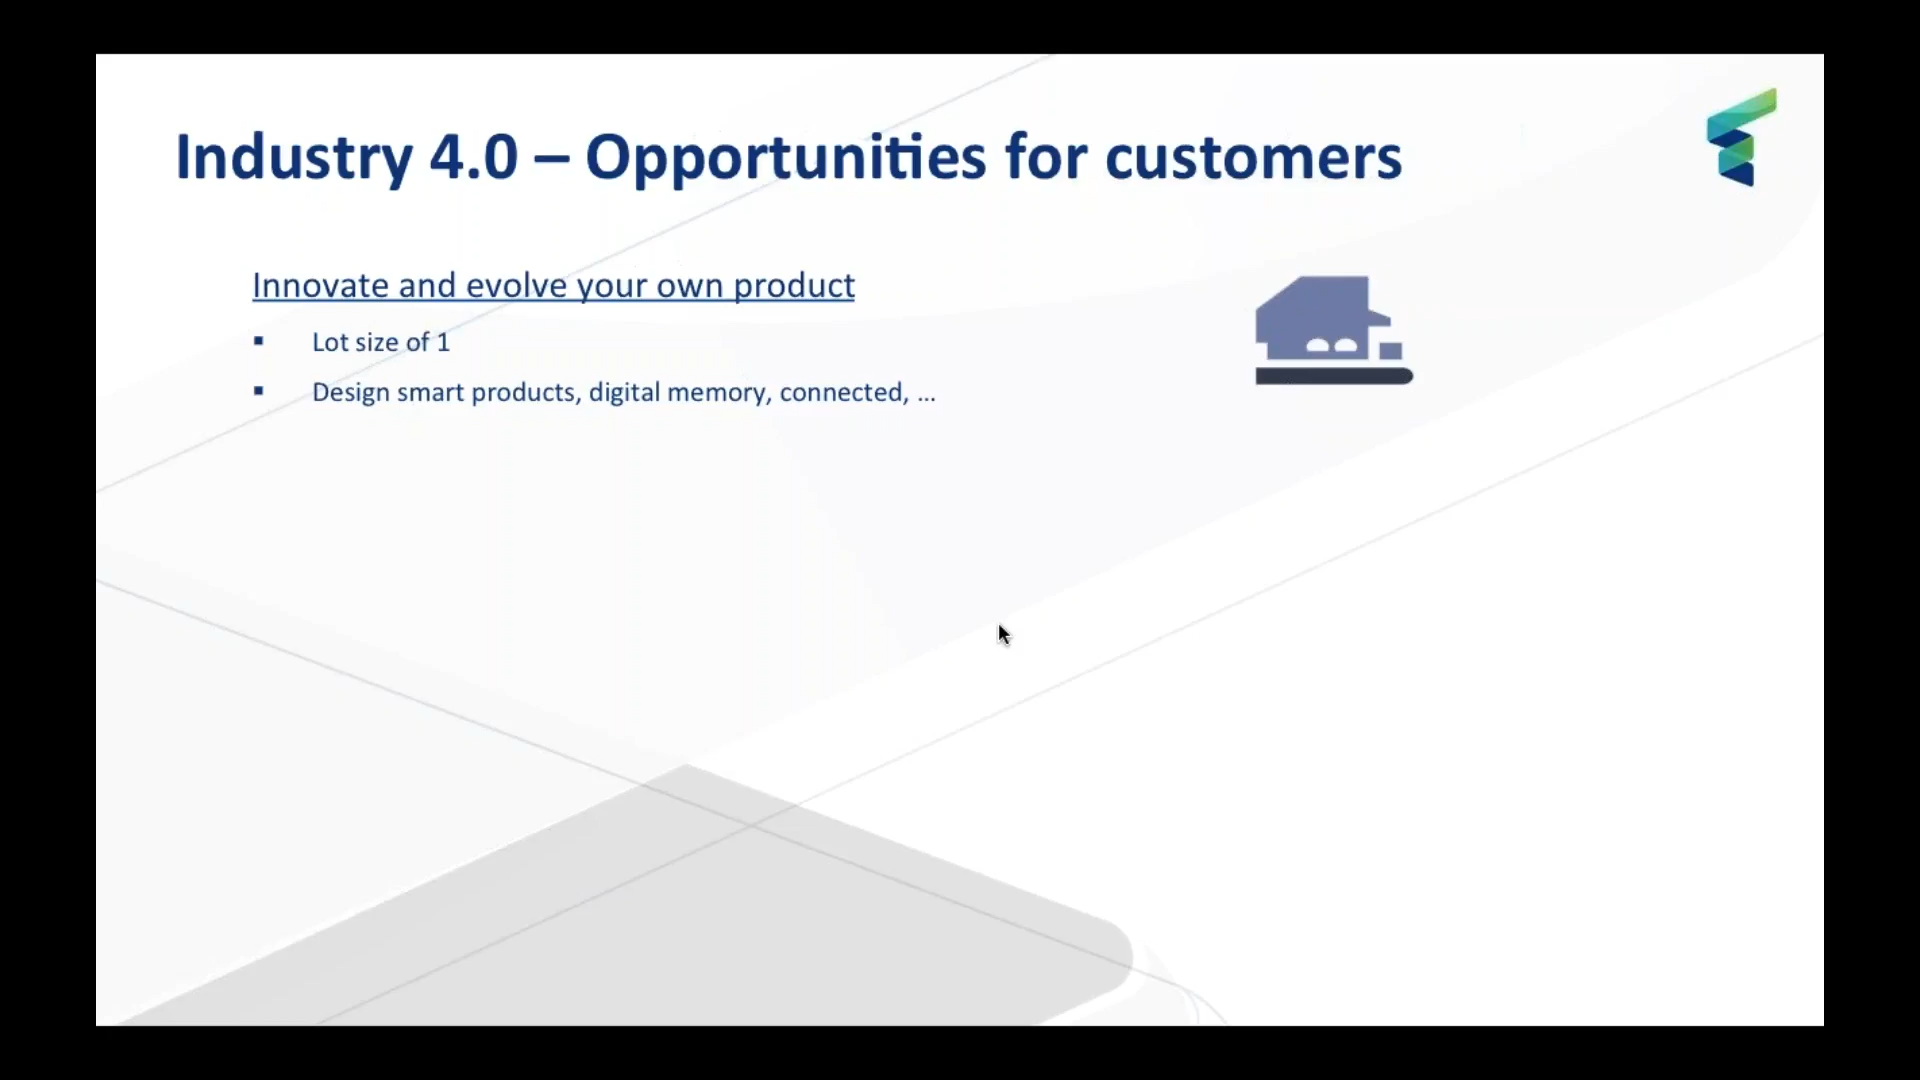 Industry 4.0 – Opportunities for customers
Innovate and evolve your own product
▪ Lot size of 1
▪ Design smart products, digital memory, connected, ...